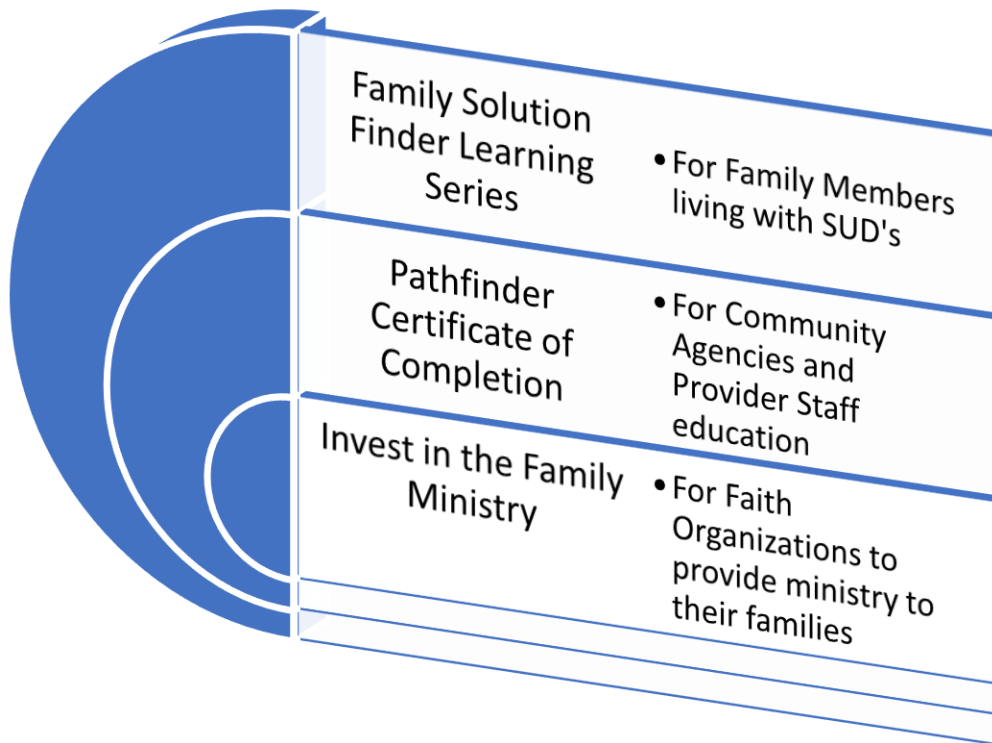 Family Solution
Finder Learning
Series
• For Family Members
living with SUD's
Pathfinder
Certificate of
Completion
• For Community
Agencies and
Provider Staff
education
Invest in the Family
Ministry
• For Faith
Organizations to
provide ministry to
their families